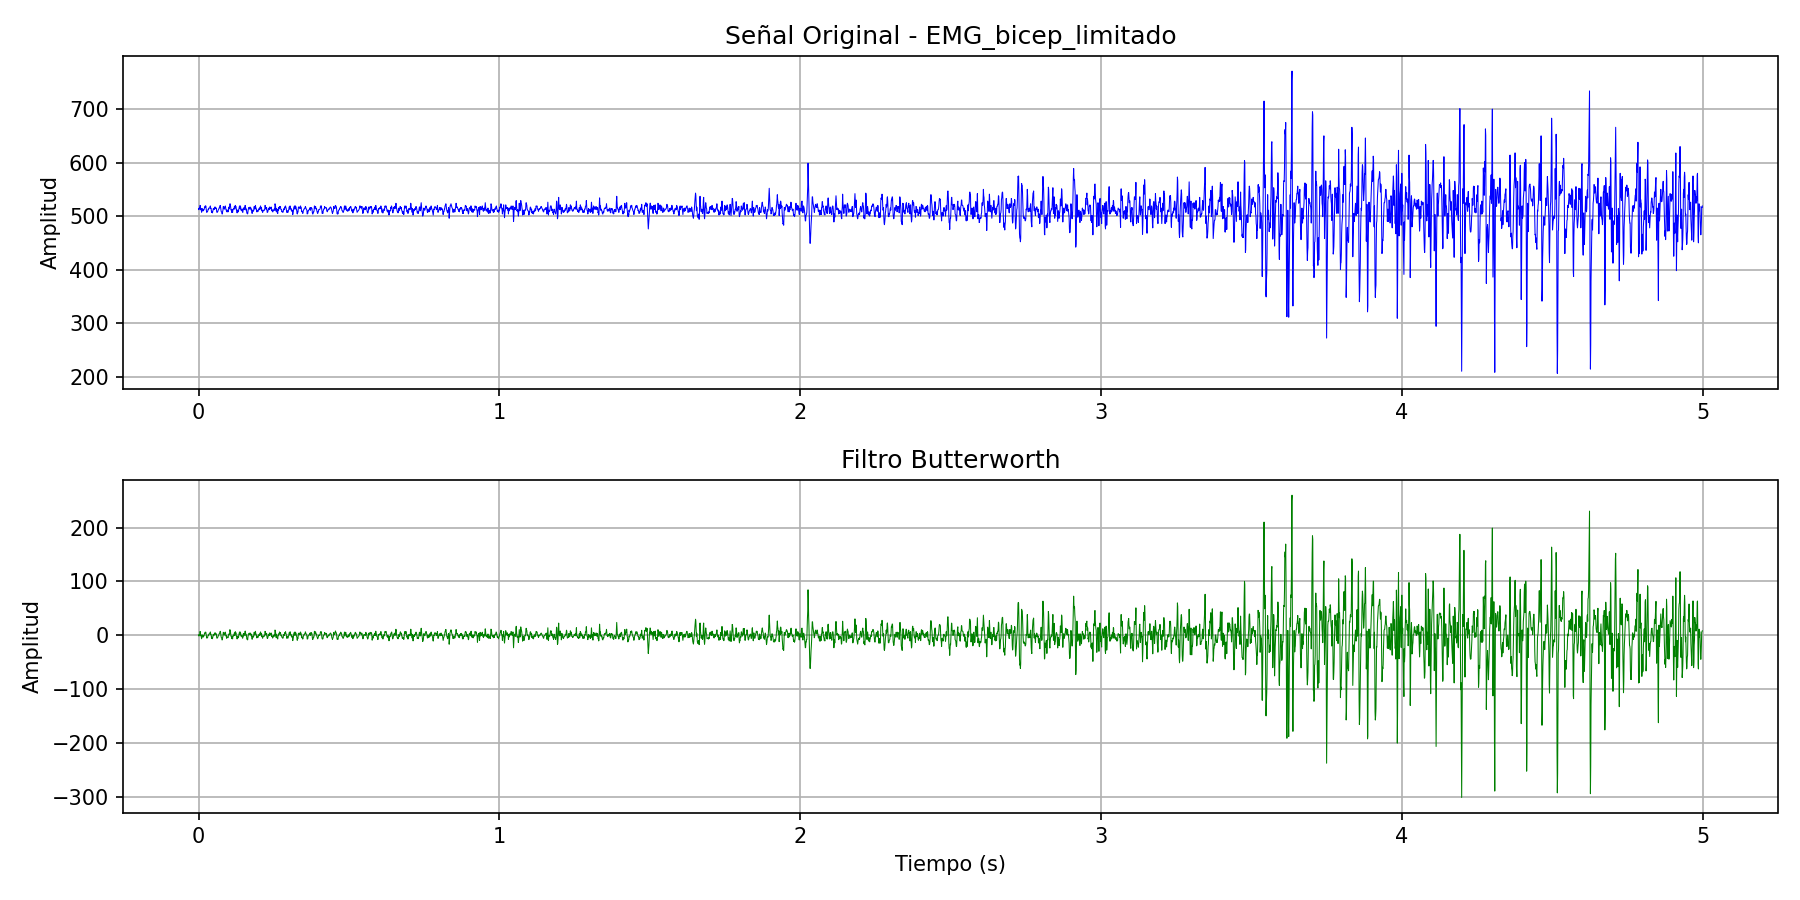 Señal Original - EMG_bicep_limitado
Amplitud
700
600
500
400
300
200
0 1 2 3 4 5
Filtro Butterworth
Amplitud
200
100
0
−100
−200
−300
0 1 2 3 4 5
Tiempo (s)